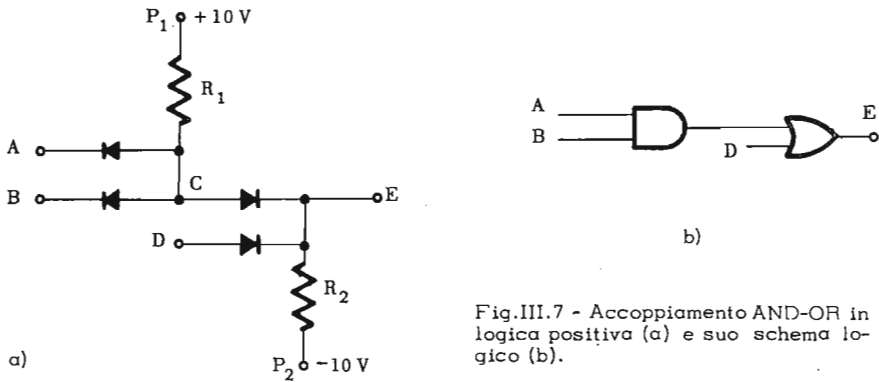 P1 +10 V
R1
A
B
C
E
D
R2
P2 -10 V
a)
A
B
D
E
b)
Fig.III.7 - Accoppiamento AND-OR in
logica positiva (a) e suo schema lo-
gico (b).